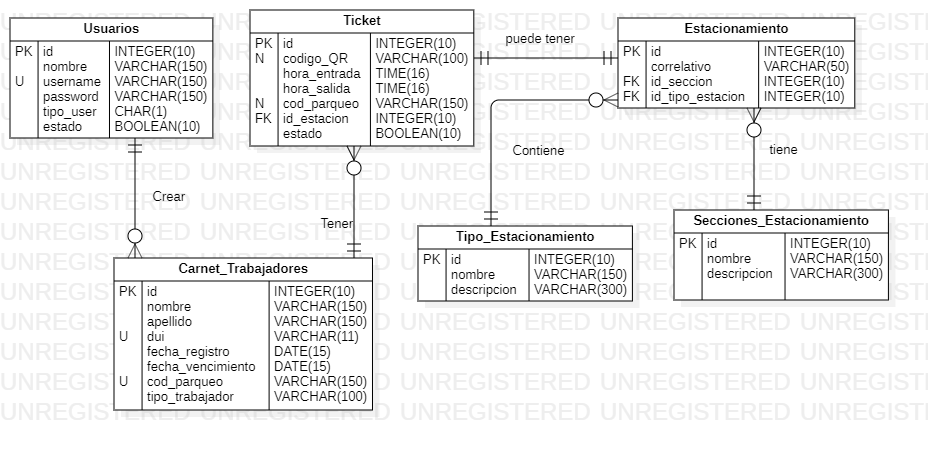 Usuarios
PK id INTEGER(10)
nombre VARCHAR(150)
U username VARCHAR(150)
password VARCHAR(150)
tipo_user CHAR(1)
estado BOOLEAN(10)
Ticket
PK id INTEGER(10)
N codigo_QR VARCHAR(100)
hora_entrada TIME(16)
hora_salida TIME(16)
N cod_parqueo VARCHAR(150)
FK id_estacion INTEGER(10)
estado BOOLEAN(10)
puede tener
Estacionamiento
PK id INTEGER(10)
correlativo VARCHAR(50)
FK id_seccion INTEGER(10)
FK id_tipo_estacion INTEGER(10)
Crear
Tener
Contiene
tiene
Carnet_Trabajadores
PK id INTEGER(10)
nombre VARCHAR(150)
apellido VARCHAR(150)
U dui VARCHAR(11)
fecha_registro DATE(15)
fecha_vencimiento DATE(15)
U cod_parqueo VARCHAR(150)
tipo_trabajador VARCHAR(100)
Tipo_Estacionamiento
PK id INTEGER(10)
nombre VARCHAR(150)
descripcion VARCHAR(300)
Secciones_Estacionamiento
PK id INTEGER(10)
nombre VARCHAR(150)
descripcion VARCHAR(300)
UNREGISTERED UNREGISTERED UNREGISTERED UNREGISTERED UNREGISTERED